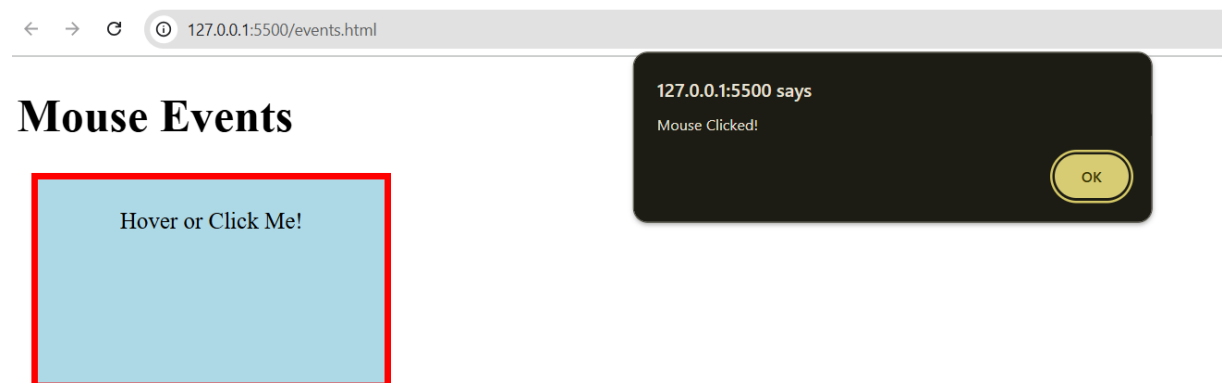 127.0.0.1:5500/events.html
127.0.0.1:5500 says
Mouse Clicked!
OK
Mouse Events
Hover or Click Me!